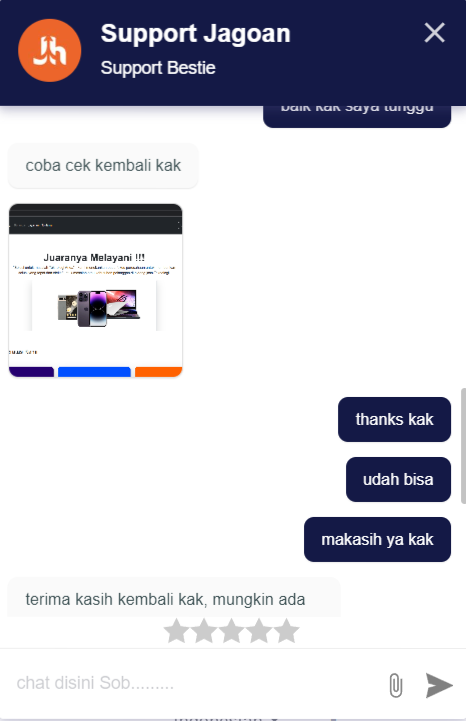 Jh
Support Jagoan
Support Bestie
baik kak saya tunggu
coba cek kembali kak
Juaranya Melayani !!!
thanks kak
udah bisa
makasih ya kak
terima kasih kembali kak, mungkin ada
chat disini Sob.........